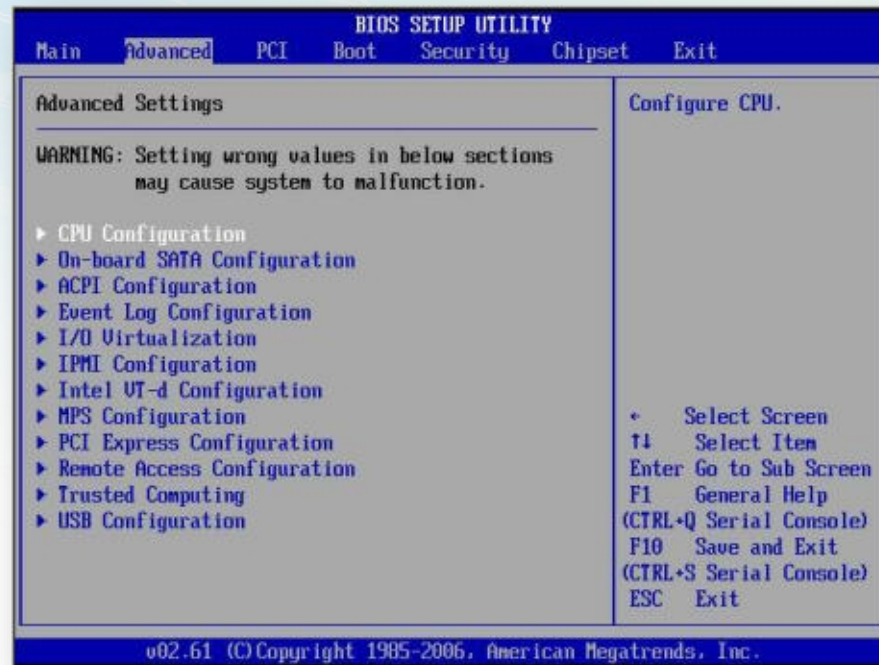 BIOS SETUP UTILITY
Main Advanced PCI Boot Security Chipset Exit
Advanced Settings
WARNING: Setting wrong values in below sections
may cause system to malfunction.
▶ CPU Configuration
▶ On-board SATA Configuration
▶ ACPI Configuration
▶ Event Log Configuration
▶ I/O Virtualization
▶ IPMI Configuration
▶ Intel VT-d Configuration
▶ MPS Configuration
▶ PCI Express Configuration
▶ Remote Access Configuration
▶ Trusted Computing
▶ USB Configuration
Configure CPU.
← Select Screen
↑↓ Select Item
Enter Go to Sub Screen
F1 General Help
(CTRL+Q Serial Console)
F10 Save and Exit
(CTRL+S Serial Console)
ESC Exit
v02.61 (C)Copyright 1985-2006, American Megatrends, Inc.